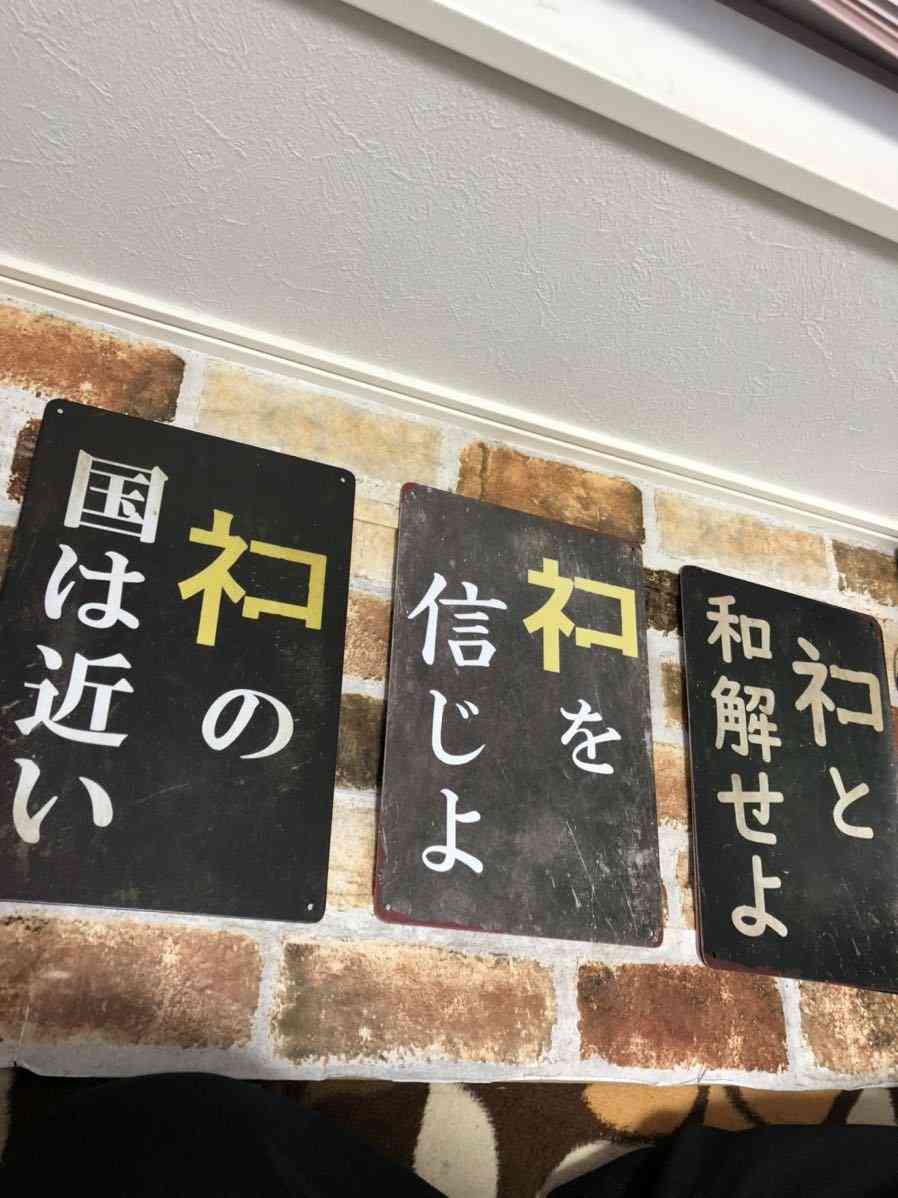 ネコの
国は近い
ネコを
信じよ
ネコと
和解せよ